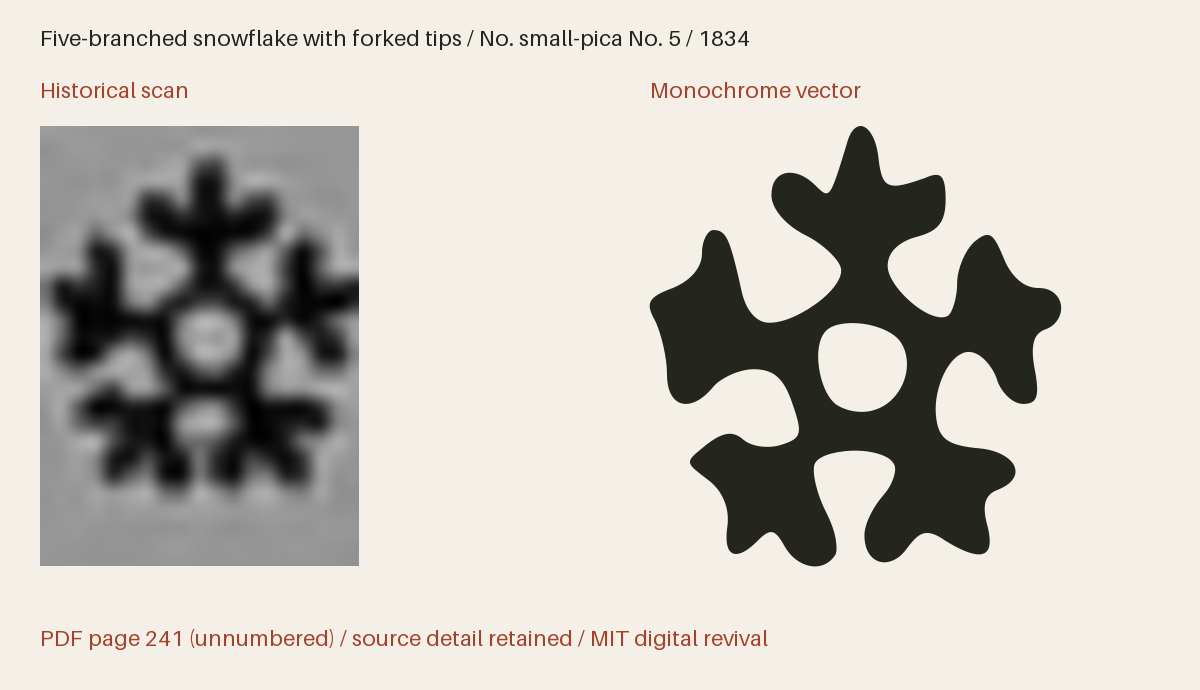 Five-branched snowflake with forked tips / No. small-pica No. 5 / 1834
Historical scan
Monochrome vector
PDF page 241 (unnumbered) / source detail retained / MIT digital revival